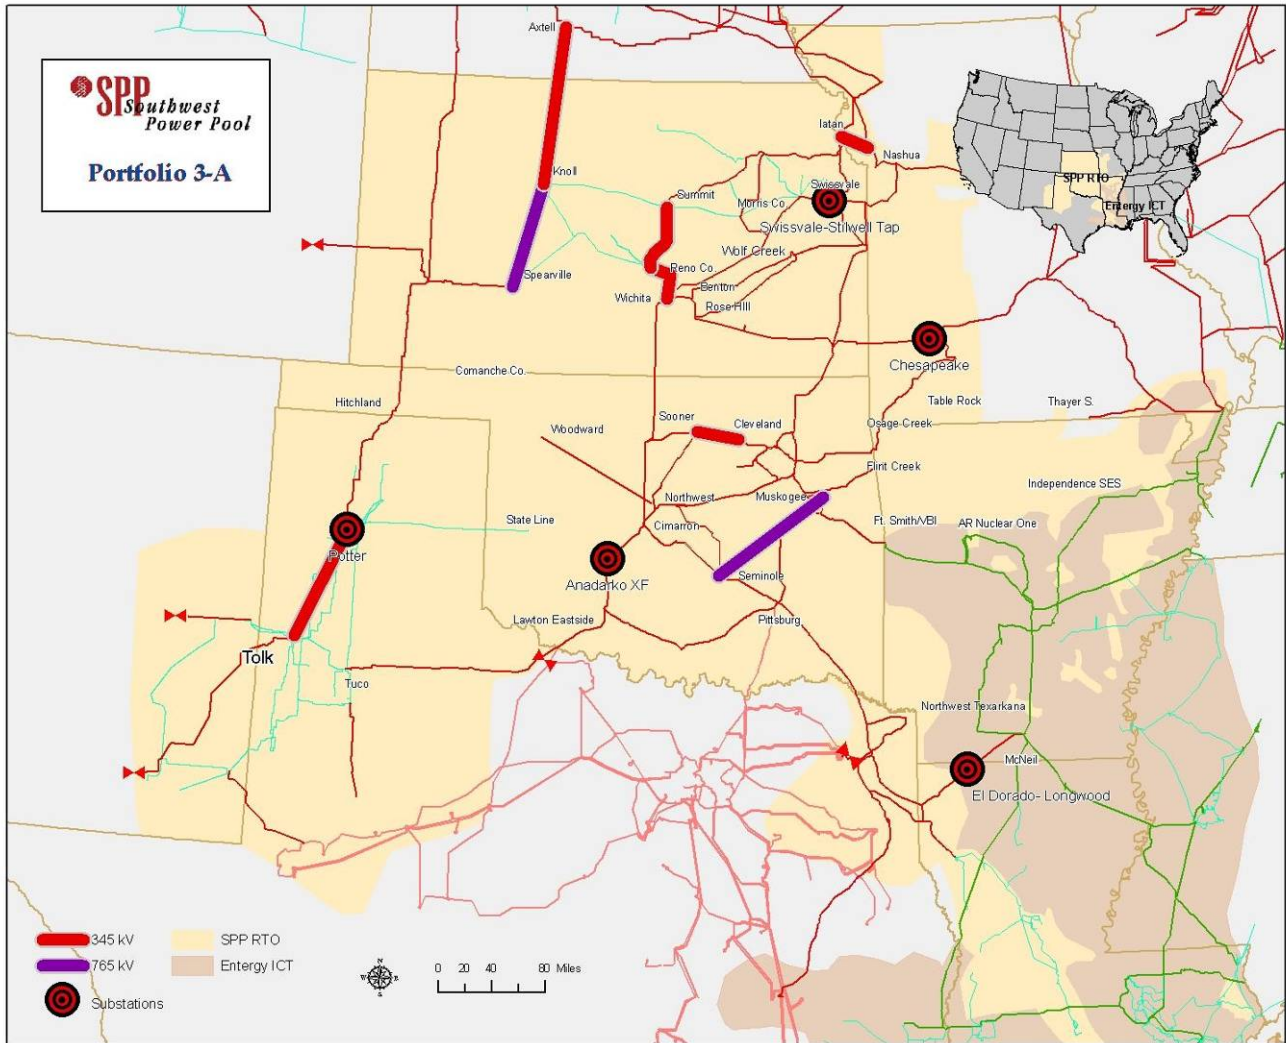 Axtell
SPP
Southwest
Power Pool
Portfolio 3-A
Iatan
Nashua
Knoll
SPP RTO
Entergy ICT
Summit
Swissvale
Morris Co.
Swissvale-Stilwell Tap
Wolf Creek
Spearville
Reno Co.
Benton
Wichita
Rose Hill
Chesapeake
Comanche Co.
Hitchland
Table Rock
Thayer S.
Sooner
Cleveland
Osage Creek
Woodward
Flint Creek
Independence SES
Northwest
Muskogee
State Line
Cimarron
Ft. Smith/VBI
AR Nuclear One
Potter
Anadarko XF
Seminole
Lawton Eastside
Pittsburg
Tolk
Tuco
Northwest Texarkana
McNeil
El Dorado- Longwood
345 kV
SPP RTO
765 kV
Entergy ICT
Substations
N
W
E
S
0 20 40 80 Miles